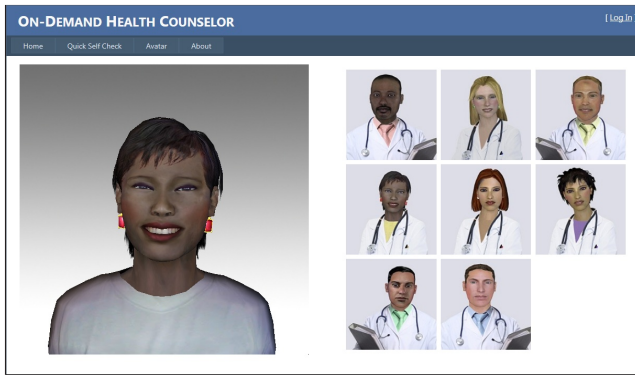 ON-DEMAND HEALTH COUNSELOR
[ Log In
Home Quick Self Check Avatar About